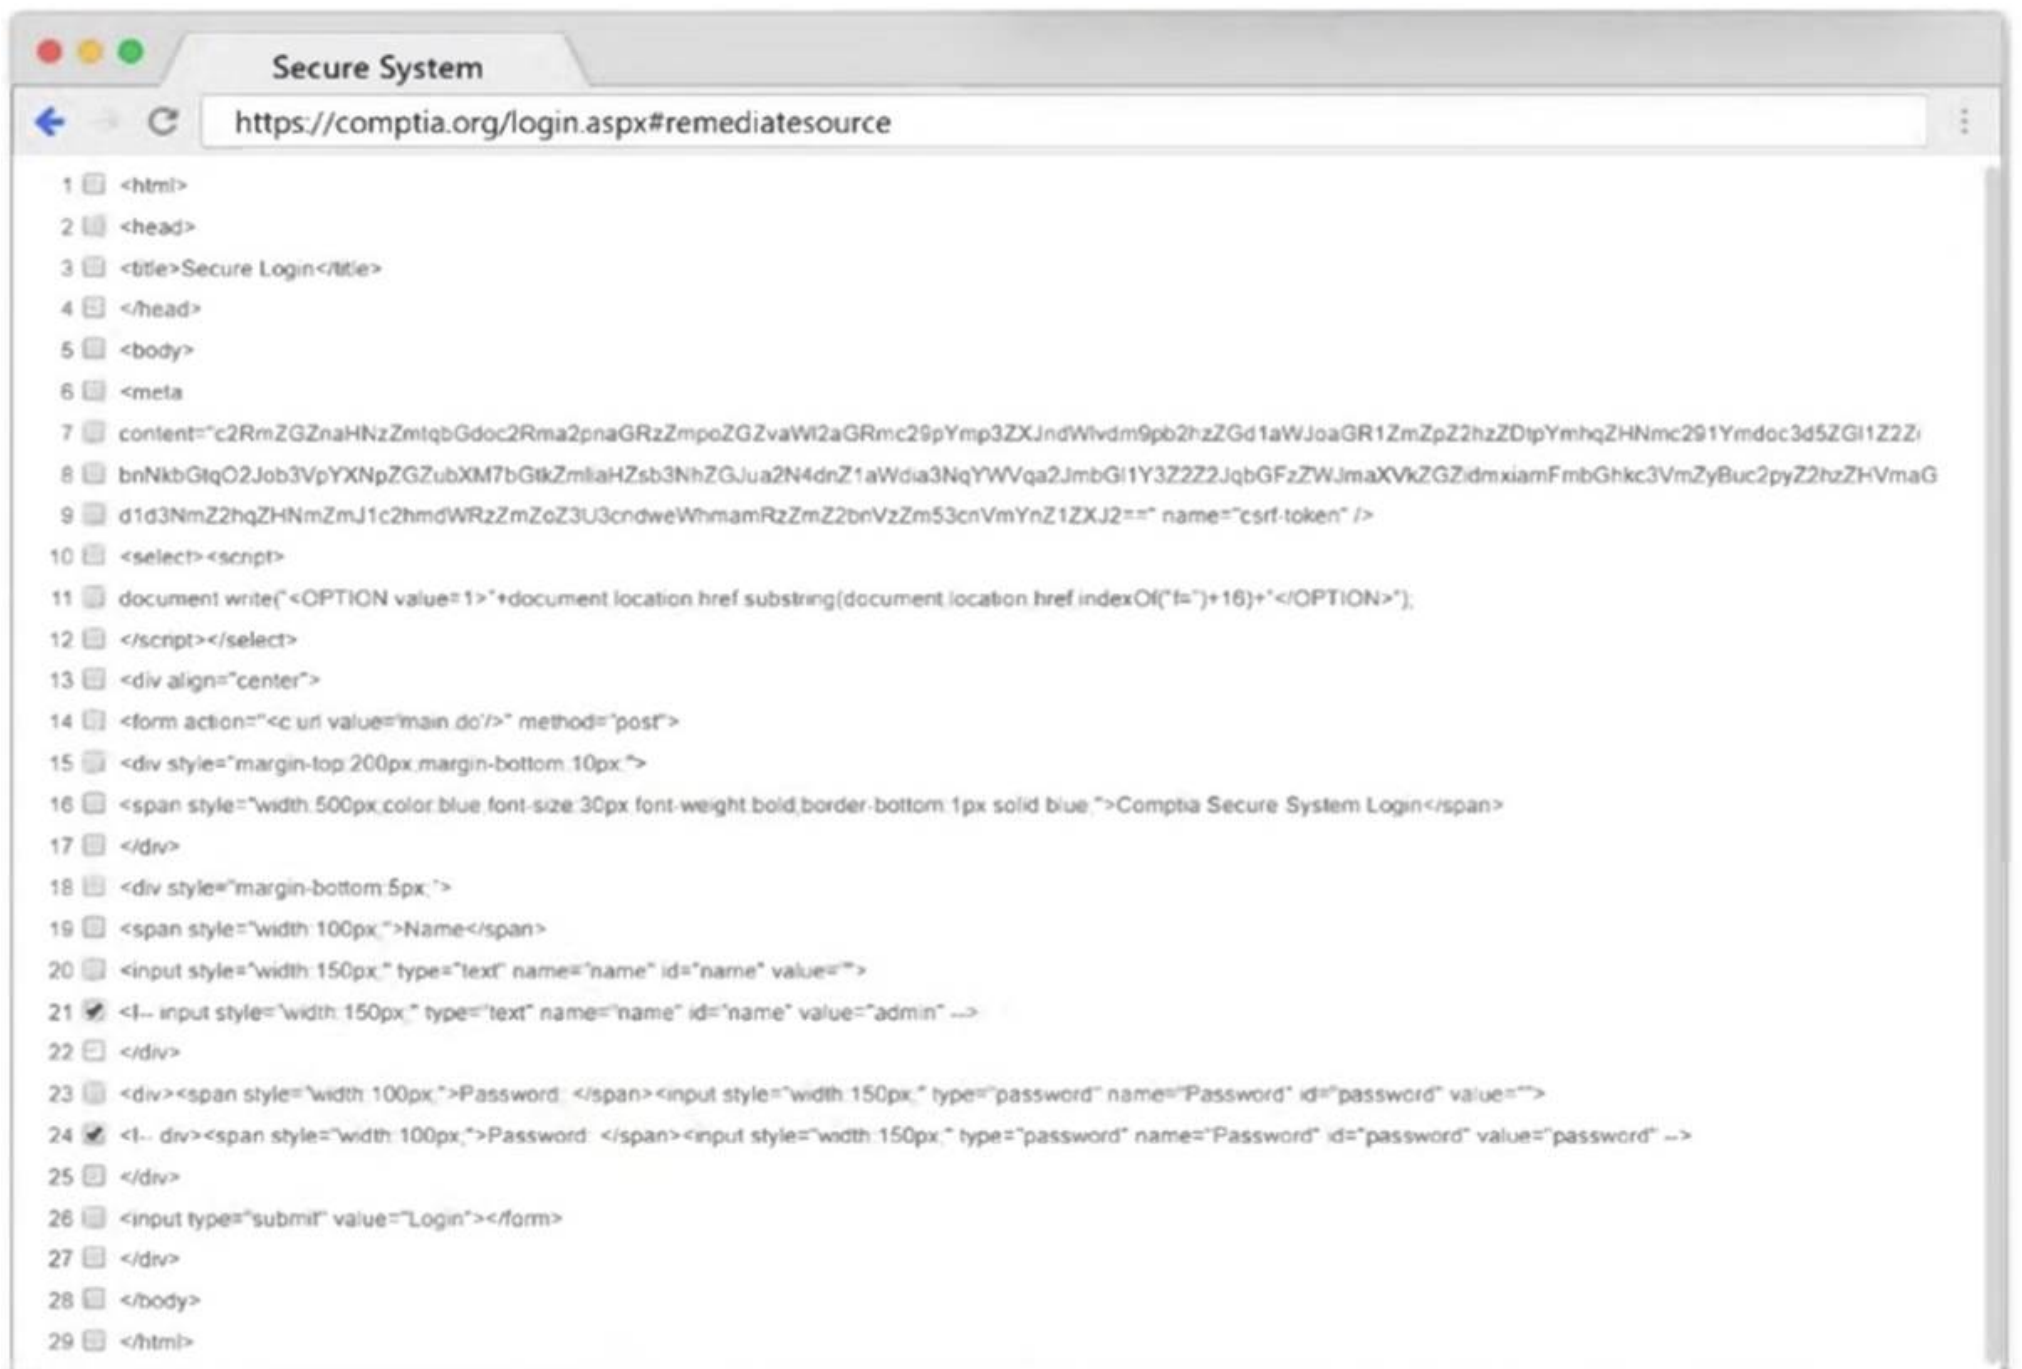 Secure System
https://comptia.org/login.aspx#remediatesource
1 <html>
2 <head>
3 <title>Secure Login</title>
4 </head>
5 <body>
6 <meta
7 content="c2RmZGZnaHNzZmtqbGdoc2Rma2pnaGRzZmpoZGZvaWl2aGRmc29pYmp3ZXJndWlvdm9pb2hzZGd1aWJoaGR1ZmZpZ2hzZDtpYmhqZHNmc291Ymdoc3d5ZGI1Z2Zi
8 bnNkbGtqO2Job3VpYXNpZGZubXM7bGtkZmliaHZsb3NhZGJua2N4dnZ1aWdia3NqYWVqa2JmbGl1Y3Z2Z2JqbGFzZWJmaXVkZGZidmxiamFmbGhkc3VmZyBuc2pyZ2hzZHVmaG
9 d1d3NmZ2hqZHNmZmJ1c2hmdWRzZmZoZ3U3cndweWhmamRzZmZ2bnVzZm53cnVmYnZ1ZXJ2==" name="csrf-token" />
10 <select><script>
11 document.write("<OPTION value=1>"+document.location.href.substring(document.location.href.indexOf("f=")+16)+"</OPTION>");
12 </script></select>
13 <div align="center">
14 <form action="<c:url value='main.do'/>" method="post">
15 <div style="margin-top:200px;margin-bottom:10px;">
16 <span style="width:500px;color:blue;font-size:30px;font-weight:bold;border-bottom:1px solid blue;">Comptia Secure System Login</span>
17 </div>
18 <div style="margin-bottom:5px;">
19 <span style="width:100px;">Name</span>
20 <input style="width:150px;" type="text" name="name" id="name" value="">
21 <!-- input style="width:150px;" type="text" name="name" id="name" value="admin" -->
22 </div>
23 <div><span style="width:100px;">Password: </span><input style="width:150px;" type="password" name="Password" id="password" value="">
24 <!-- div><span style="width:100px;">Password: </span><input style="width:150px;" type="password" name="Password" id="password" value="password" -->
25 </div>
26 <input type="submit" value="Login"></form>
27 </div>
28 </body>
29 </html>